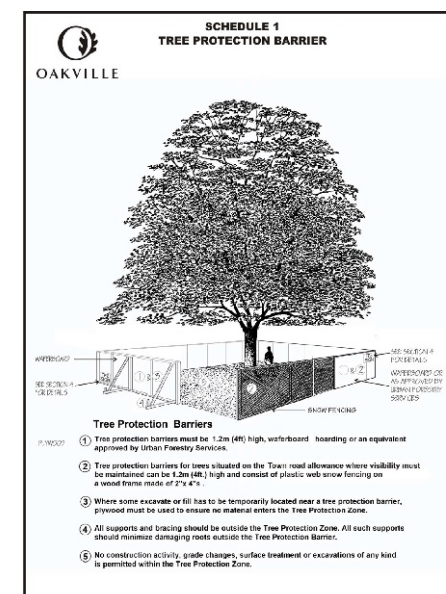 SCHEDULE 1
TREE PROTECTION BARRIER
OAKVILLE
WAFERBOARD
SEE SECTION A
FOR DETAILS
SEE SECTION A
FOR DETAILS
WAFERBOARD OR
AS APPROVED BY
URBAN FORESTRY
SERVICES
SNOW FENCING
PLYWOOD
Tree Protection Barriers
1 Tree protection barriers must be 1.2m (4ft) high, waferboard hoarding or an equivalent
approved by Urban Forestry Services.
2 Tree protection barriers for trees situated on the Town road allowance where visibility must
be maintained can be 1.2m (4ft.) high and consist of plastic web snow fencing on
a wood frame made of 2"x 4"s .
3 Where some excavate or fill has to be temporarily located near a tree protection barrier,
plywood must be used to ensure no material enters the Tree Protection Zone.
4 All supports and bracing should be outside the Tree Protection Zone. All such supports
should minimize damaging roots outside the Tree Protection Barrier.
5 No construction activity, grade changes, surface treatment or excavations of any kind
is permitted within the Tree Protection Zone.